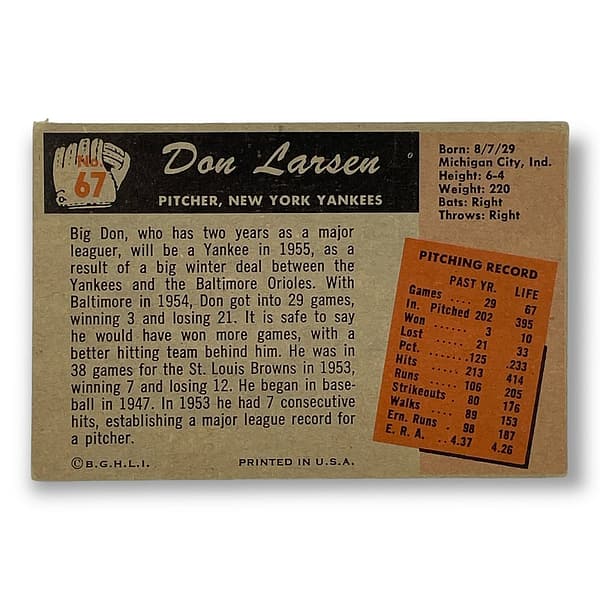 No.
67
Don Larsen
PITCHER, NEW YORK YANKEES
Born: 8/7/29
Michigan City, Ind.
Height: 6-4
Weight: 220
Bats: Right
Throws: Right
Big Don, who has two years as a major
leaguer, will be a Yankee in 1955, as a
result of a big winter deal between the
Yankees and the Baltimore Orioles. With
Baltimore in 1954, Don got into 29 games,
winning 3 and losing 21. It is safe to say
he would have won more games, with a
better hitting team behind him. He was in
38 games for the St. Louis Browns in 1953,
winning 7 and losing 12. He began in base-
ball in 1947. In 1953 he had 7 consecutive
hits, establishing a major league record for
a pitcher.
PITCHING RECORD
PAST YR. LIFE
Games .... 29 67
In. Pitched 202 395
Won ..... 3 10
Lost ..... 21 33
Pct. ....125 .233
Hits ..... 213 414
Runs .... 106 205
Strikeouts . 80 176
Walks .... 89 153
Ern. Runs 98 187
E. R. A. .. 4.37 4.26
©B.G.H.L.I. PRINTED IN U.S.A.